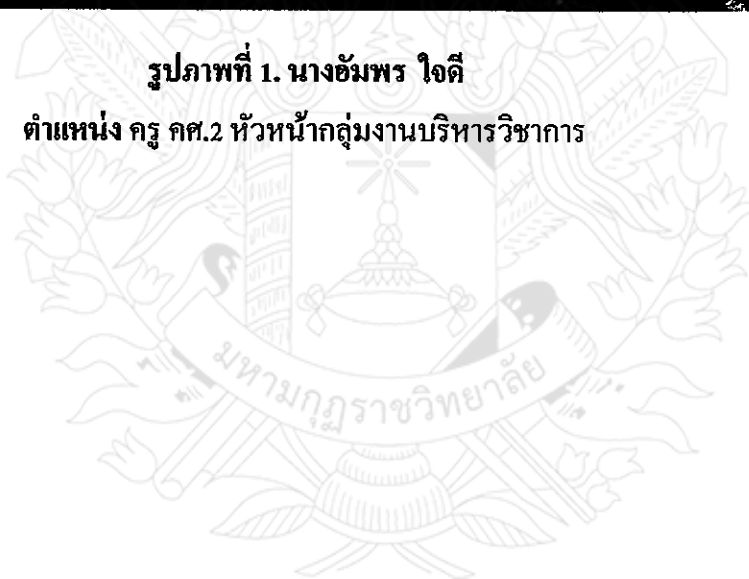 รูปภาพที่ 1. นางอัมพร ใจดี
ตำแหน่ง ครู คศ.2 หัวหน้ากลุ่มงานบริหารวิชาการ
มหามกุฏราชวิทยาลัย